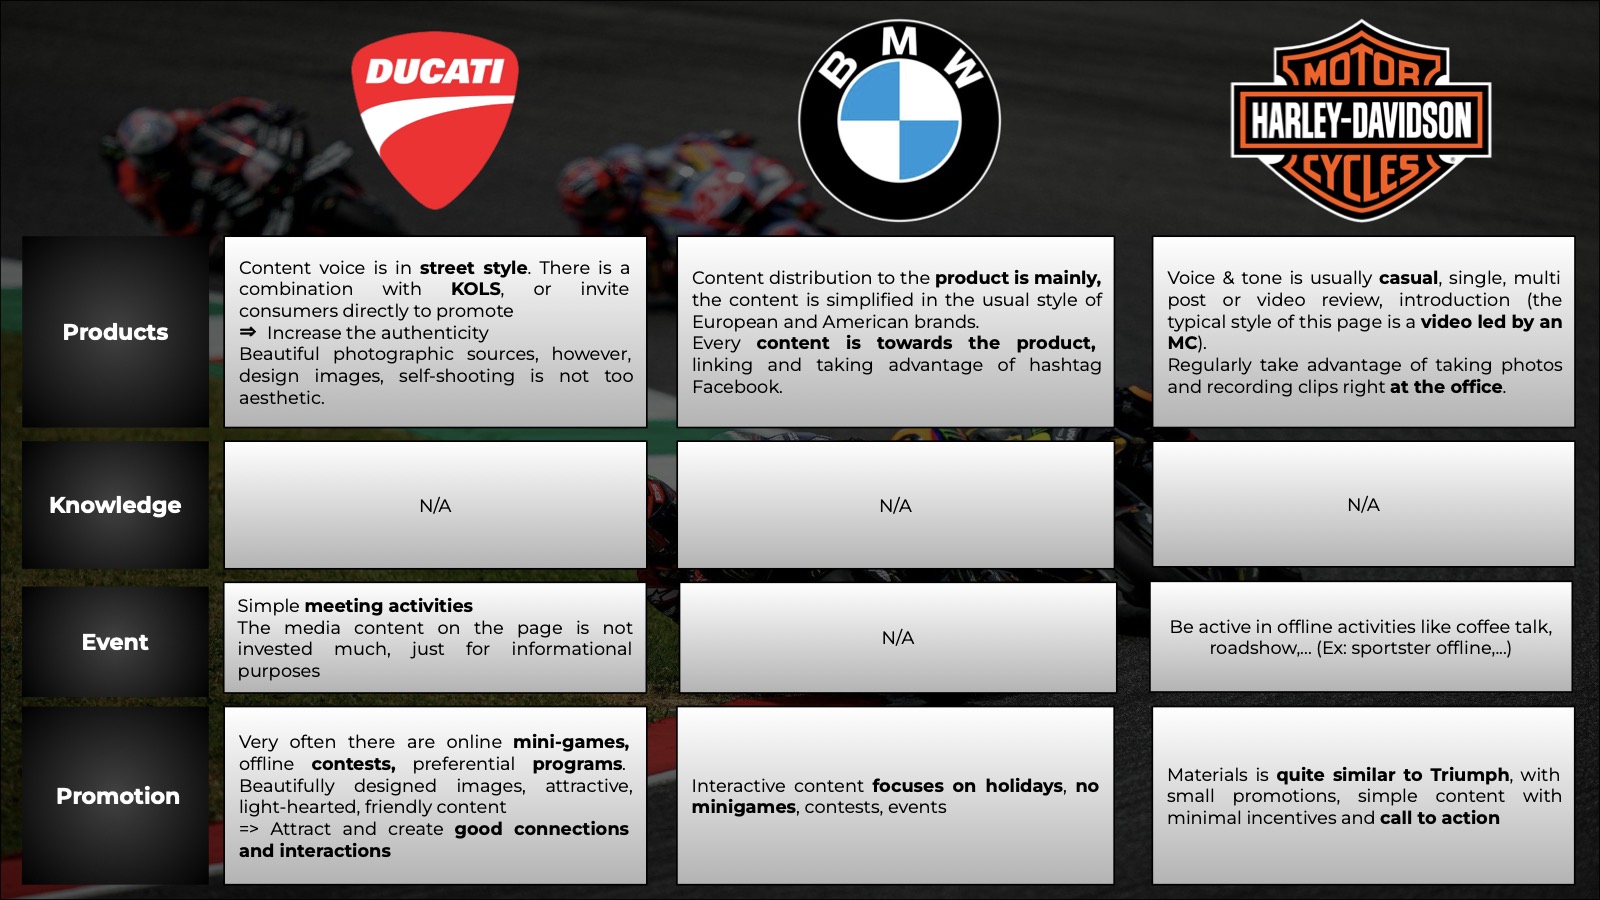 DUCATI
BMW
MOTOR
HARLEY-DAVIDSON
CYCLES
Products
Content voice is in street style. There is a
combination with KOLS, or invite
consumers directly to promote
⇒ Increase the authenticity
Beautiful photographic sources, however,
design images, self-shooting is not too
aesthetic.
Content distribution to the product is mainly,
the content is simplified in the usual style of
European and American brands.
Every content is towards the product,
linking and taking advantage of hashtag
Facebook.
Voice & tone is usually casual, single, multi
post or video review, introduction (the
typical style of this page is a video led by an
MC).
Regularly take advantage of taking photos
and recording clips right at the office.
Knowledge
N/A
N/A
N/A
Event
Simple meeting activities
The media content on the page is not
invested much, just for informational
purposes
N/A
Be active in offline activities like coffee talk,
roadshow,... (Ex: sportster offline,...)
Promotion
Very often there are online mini-games,
offline contests, preferential programs.
Beautifully designed images, attractive,
light-hearted, friendly content
=> Attract and create good connections
and interactions
Interactive content focuses on holidays, no
minigames, contests, events
Materials is quite similar to Triumph, with
small promotions, simple content with
minimal incentives and call to action